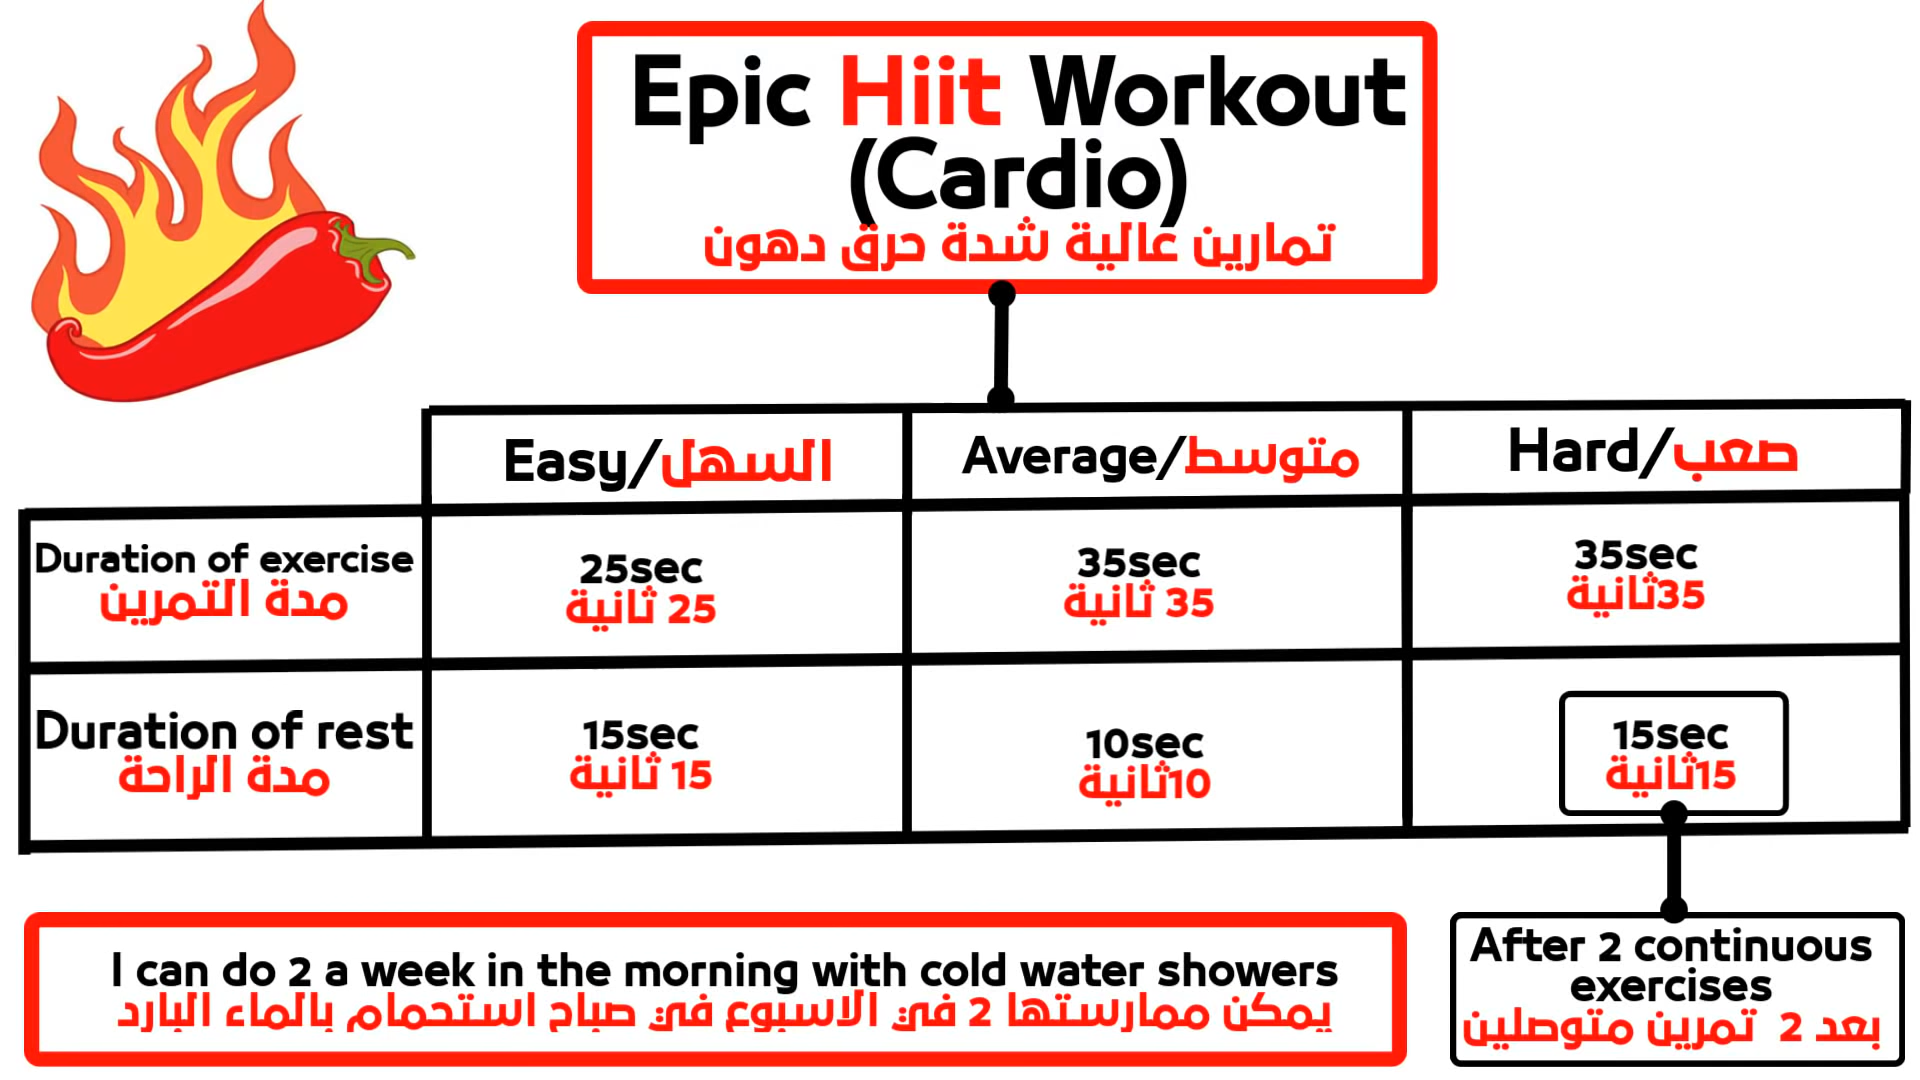 Epic Hiit Workout
(Cardio)
تمارين عالية شدة حرق دهون
Easy/السهل
Average/متوسط
Hard/صعب
Duration of exercise
مدة التمرين
25sec
25 ثانية
35sec
35 ثانية
35sec
35ثانية
Duration of rest
مدة الراحة
15sec
15 ثانية
10sec
10ثانية
15sec
15ثانية
I can do 2 a week in the morning with cold water showers
يمكن ممارستها 2 في الاسبوع في صباح استحمام بالماء البارد
After 2 continuous
exercises
بعد 2 تمرين متوصلين